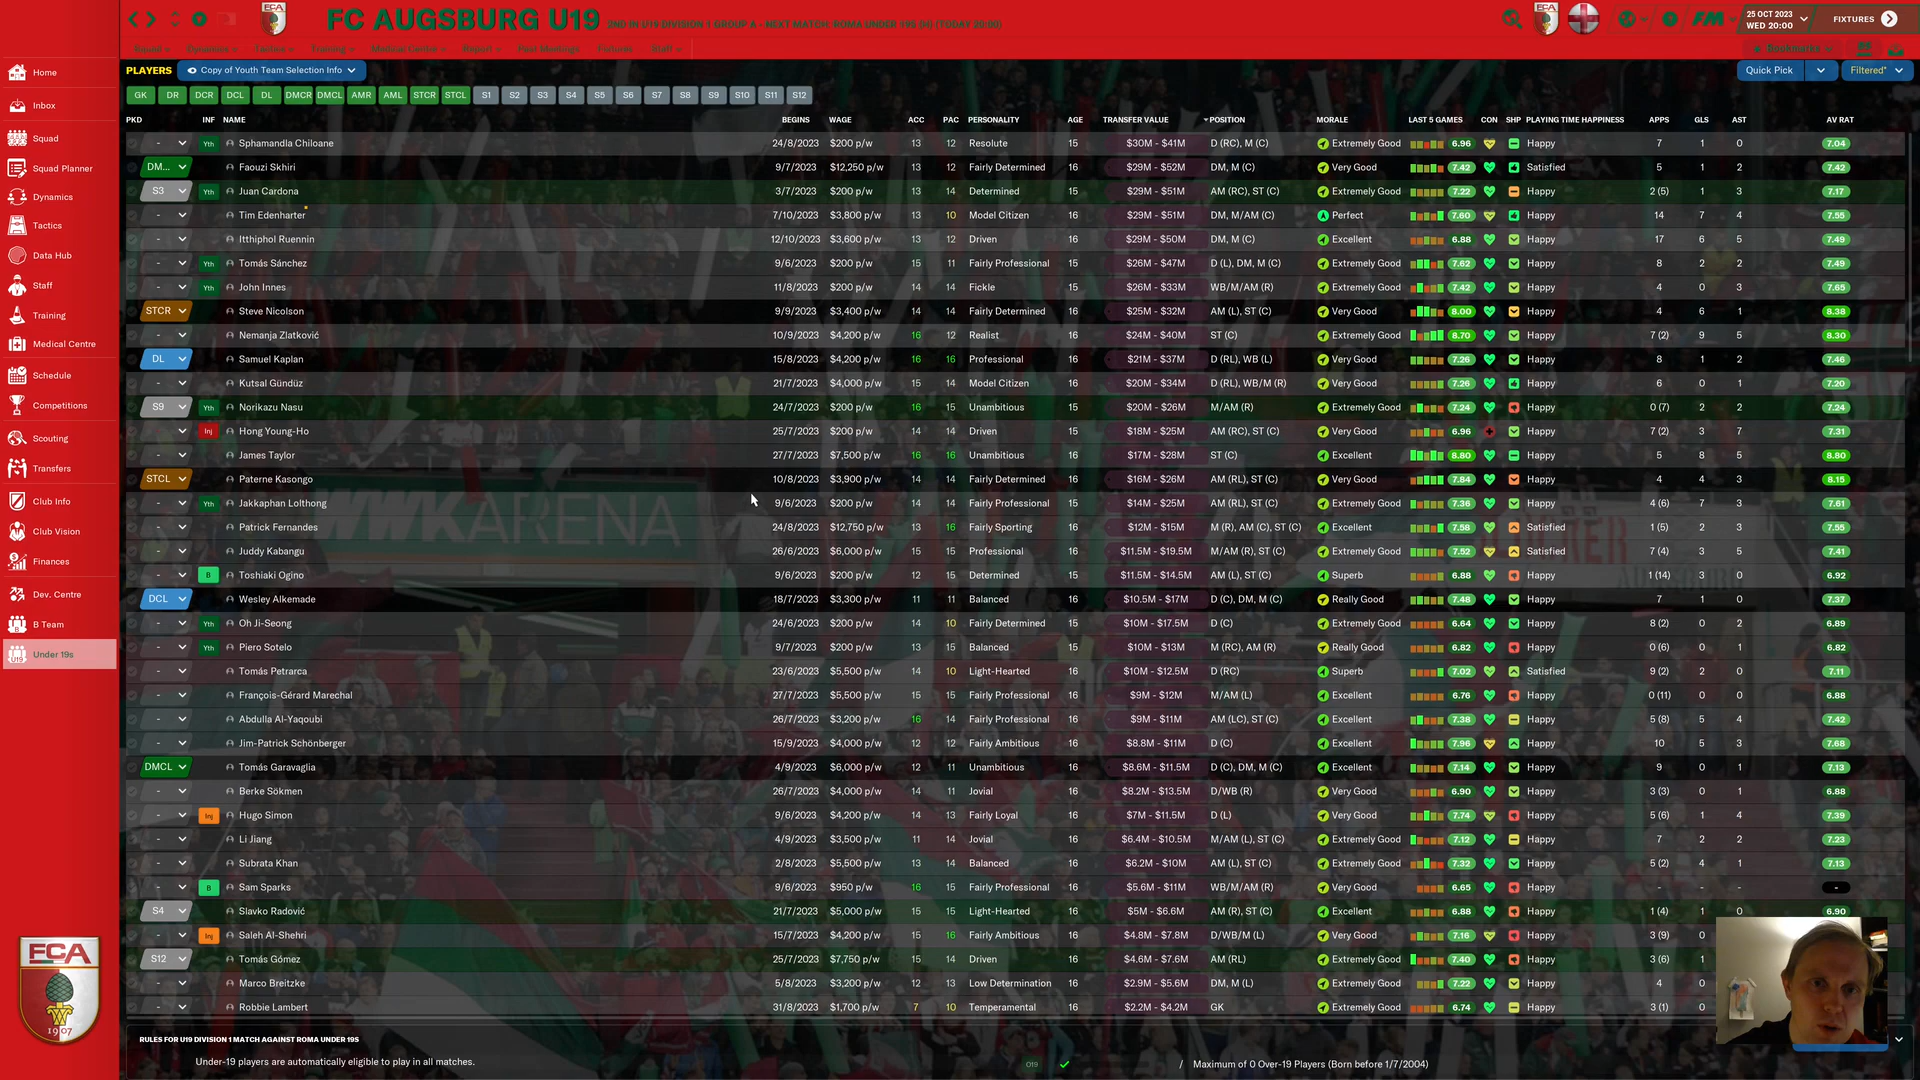 FC AUGSBURG U19 2ND IN U19 DIVISION 1 GROUP A - NEXT MATCH: ROMA UNDER 19S (H) (TODAY 20:00)
FM 25 OCT 2023 WED 20:00 FIXTURES
Squad Dynamics Tactics Training Medical Centre Report Past Meetings Fixtures Staff Bookmarks
PLAYERS Copy of Youth Team Selection Info Quick Pick Filtered*
GK DR DCR DCL DL DMCR DMCL AMR AML STCR STCL S1 S2 S3 S4 S5 S6 S7 S8 S9 S10 S11 S12
Home
Inbox
Squad
Squad Planner
Dynamics
Tactics
Data Hub
Staff
Training
Medical Centre
Schedule
Competitions
Scouting
Transfers
Club Info
Club Vision
Finances
Dev. Centre
B Team
Under 19s
FCA
1907
PKD INF NAME BEGINS WAGE ACC PAC PERSONALITY AGE TRANSFER VALUE POSITION MORALE LAST 5 GAMES CON SHP PLAYING TIME HAPPINESS APPS GLS AST AV RAT
- Yth Sphamandla Chiloane 24/8/2023 $200 p/w 13 12 Resolute 15 $30M - $41M D (RC), M (C) Extremely Good 6.96 Happy 7 1 0 7.04
DM... Faouzi Skhiri 9/7/2023 $12,250 p/w 13 12 Fairly Determined 16 $29M - $52M DM, M (C) Very Good 7.42 Satisfied 5 1 2 7.42
S3 Yth Juan Cardona 3/7/2023 $200 p/w 13 14 Determined 15 $29M - $51M AM (RC), ST (C) Extremely Good 7.22 Happy 2 (5) 1 3 7.17
- Tim Edenharter 7/10/2023 $3,800 p/w 13 10 Model Citizen 16 $29M - $51M DM, M/AM (C) Perfect 7.60 Happy 14 7 4 7.55
- Itthiphol Ruennin 12/10/2023 $3,600 p/w 13 12 Driven 16 $29M - $50M DM, M (C) Excellent 6.88 Happy 17 6 5 7.49
- Yth Tomás Sánchez 9/6/2023 $200 p/w 15 11 Fairly Professional 15 $26M - $47M D (L), DM, M (C) Extremely Good 7.62 Happy 8 2 2 7.49
- Yth John Innes 11/8/2023 $200 p/w 14 14 Fickle 15 $26M - $33M WB/M/AM (R) Extremely Good 7.42 Happy 4 0 3 7.65
STCR Steve Nicolson 9/9/2023 $3,400 p/w 14 14 Fairly Determined 16 $25M - $32M AM (L), ST (C) Very Good 8.00 Happy 4 6 1 8.38
- Nemanja Zlatković 10/9/2023 $4,200 p/w 16 12 Realist 16 $24M - $40M ST (C) Extremely Good 8.70 Happy 7 (2) 9 5 8.30
DL Samuel Kaplan 15/8/2023 $4,200 p/w 16 16 Professional 16 $21M - $37M D (RL), WB (L) Very Good 7.26 Happy 8 1 2 7.46
- Kutsal Gündüz 21/7/2023 $4,000 p/w 15 14 Model Citizen 16 $20M - $34M D (RL), WB/M (R) Very Good 7.26 Happy 6 0 1 7.20
S9 Yth Norikazu Nasu 24/7/2023 $200 p/w 16 15 Unambitious 15 $20M - $26M M/AM (R) Extremely Good 7.24 Happy 0 (7) 2 2 7.24
- Inj Hong Young-Ho 25/7/2023 $200 p/w 14 14 Driven 15 $18M - $25M AM (RC), ST (C) Very Good 6.96 Happy 7 (2) 3 7 7.31
- James Taylor 27/7/2023 $7,500 p/w 16 16 Unambitious 16 $17M - $28M ST (C) Excellent 8.80 Happy 5 8 5 8.80
STCL Paterne Kasongo 10/8/2023 $3,900 p/w 14 14 Fairly Determined 16 $16M - $26M AM (RL), ST (C) Very Good 7.84 Happy 4 4 3 8.15
- Yth Jakkaphan Lolthong 9/6/2023 $200 p/w 14 14 Fairly Professional 15 $14M - $25M AM (RL), ST (C) Extremely Good 7.36 Happy 4 (6) 7 3 7.61
- Patrick Fernandes 24/8/2023 $12,750 p/w 13 16 Fairly Sporting 16 $12M - $15M M (R), AM (C), ST (C) Excellent 7.58 Satisfied 1 (5) 2 3 7.55
- Juddy Kabangu 26/6/2023 $6,000 p/w 15 15 Professional 16 $11.5M - $19.5M M/AM (R), ST (C) Extremely Good 7.52 Satisfied 7 (4) 3 5 7.41
- B Toshiaki Ogino 9/6/2023 $200 p/w 12 15 Determined 15 $11.5M - $14.5M AM (L), ST (C) Superb 6.88 Happy 1 (14) 3 0 6.92
DCL Wesley Alkemade 18/7/2023 $3,300 p/w 11 11 Balanced 16 $10.5M - $17M D (C), DM, M (C) Really Good 7.48 Happy 7 1 0 7.37
- Yth Oh Ji-Seong 24/6/2023 $200 p/w 14 10 Fairly Determined 15 $10M - $17.5M D (C) Extremely Good 6.64 Happy 8 (2) 0 2 6.89
- Yth Piero Sotelo 9/7/2023 $200 p/w 13 15 Balanced 15 $10M - $13M M (RC), AM (R) Really Good 6.82 Happy 0 (6) 0 1 6.82
- Tomás Petrarca 23/6/2023 $5,500 p/w 14 10 Light-Hearted 16 $10M - $12.5M D (RC) Superb 7.02 Satisfied 9 (2) 2 0 7.11
- François-Gérard Marechal 27/7/2023 $5,500 p/w 15 15 Fairly Professional 16 $9M - $12M M/AM (L) Excellent 6.76 Happy 0 (11) 0 0 6.88
- Abdulla Al-Yaqoubi 26/7/2023 $3,200 p/w 16 14 Fairly Professional 16 $9M - $11M AM (LC), ST (C) Excellent 7.38 Happy 5 (8) 5 4 7.42
- Jim-Patrick Schönberger 15/9/2023 $4,000 p/w 12 12 Fairly Ambitious 16 $8.8M - $11M D (C) Excellent 7.96 Happy 10 5 3 7.68
DMCL Tomás Garavaglia 4/9/2023 $6,000 p/w 12 11 Unambitious 16 $8.6M - $11.5M D (C), DM, M (C) Excellent 7.14 Happy 9 0 1 7.13
- Berke Sökmen 26/7/2023 $4,000 p/w 14 11 Jovial 16 $8.2M - $13.5M D/WB (R) Very Good 6.90 Happy 3 (3) 0 1 6.88
- Inj Hugo Simon 9/6/2023 $4,200 p/w 14 13 Fairly Loyal 16 $7M - $11.5M D (L) Very Good 7.74 Happy 5 (6) 1 4 7.39
- Li Jiang 4/9/2023 $3,500 p/w 11 14 Jovial 16 $6.4M - $10.5M M/AM (L), ST (C) Extremely Good 7.12 Happy 7 2 2 7.23
- Subrata Khan 2/8/2023 $5,500 p/w 13 14 Balanced 16 $6.2M - $10M AM (L), ST (C) Extremely Good 7.32 Happy 5 (2) 4 1 7.13
- B Sam Sparks 9/6/2023 $950 p/w 16 15 Fairly Professional 16 $5.6M - $11M WB/M/AM (R) Very Good 6.65 Happy - - - -
S4 Slavko Radović 21/7/2023 $5,000 p/w 15 15 Light-Hearted 16 $5M - $6.6M AM (R), ST (C) Excellent 6.88 Happy 1 (4) 1 0 6.90
- Inj Saleh Al-Shehri 15/7/2023 $4,200 p/w 15 16 Fairly Ambitious 16 $4.8M - $7.8M D/WB/M (L) Very Good 7.16 Happy 3 (9) 0
S12 Tomás Gómez 25/7/2023 $7,750 p/w 15 14 Driven 16 $4.6M - $7.6M AM (RL) Extremely Good 7.40 Happy 3 (6) 1
- Marco Breitzke 5/8/2023 $3,200 p/w 12 13 Low Determination 16 $2.9M - $5.6M DM, M (L) Extremely Good 7.22 Happy 4 0
- Robbie Lambert 31/8/2023 $1,700 p/w 7 10 Temperamental 16 $2.2M - $4.2M GK Extremely Good 6.74 Happy 3 (1) 0
RULES FOR U19 DIVISION 1 MATCH AGAINST ROMA UNDER 19S
Under-19 players are automatically eligible to play in all matches. O19 / Maximum of 0 Over-19 Players (Born before 1/7/2004)